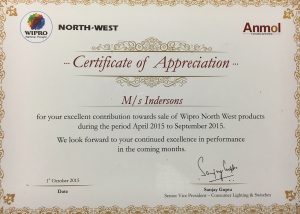 WIPRO
NORTH-WEST
Anmol
Certificate of Appreciation
M/s Indersons
for your excellent contribution towards sale of Wipro North West products
during the period April 2015 to September 2015.
We look forward to your continued excellence in performance
in the coming months.
1st October 2015
Date
Sanjay Gupta
Sanjay Gupta
Senior Vice President – Consumer Lighting & Switches